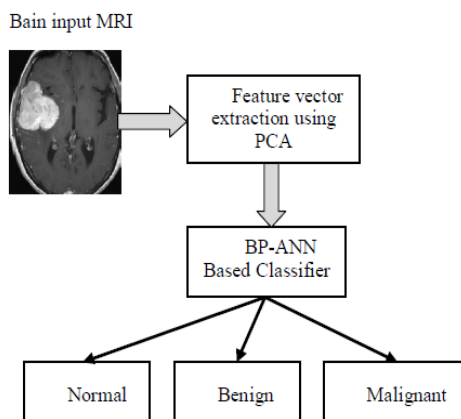 Bain input MRI
Feature vector
extraction using
PCA
BP-ANN
Based Classifier
Normal
Benign
Malignant